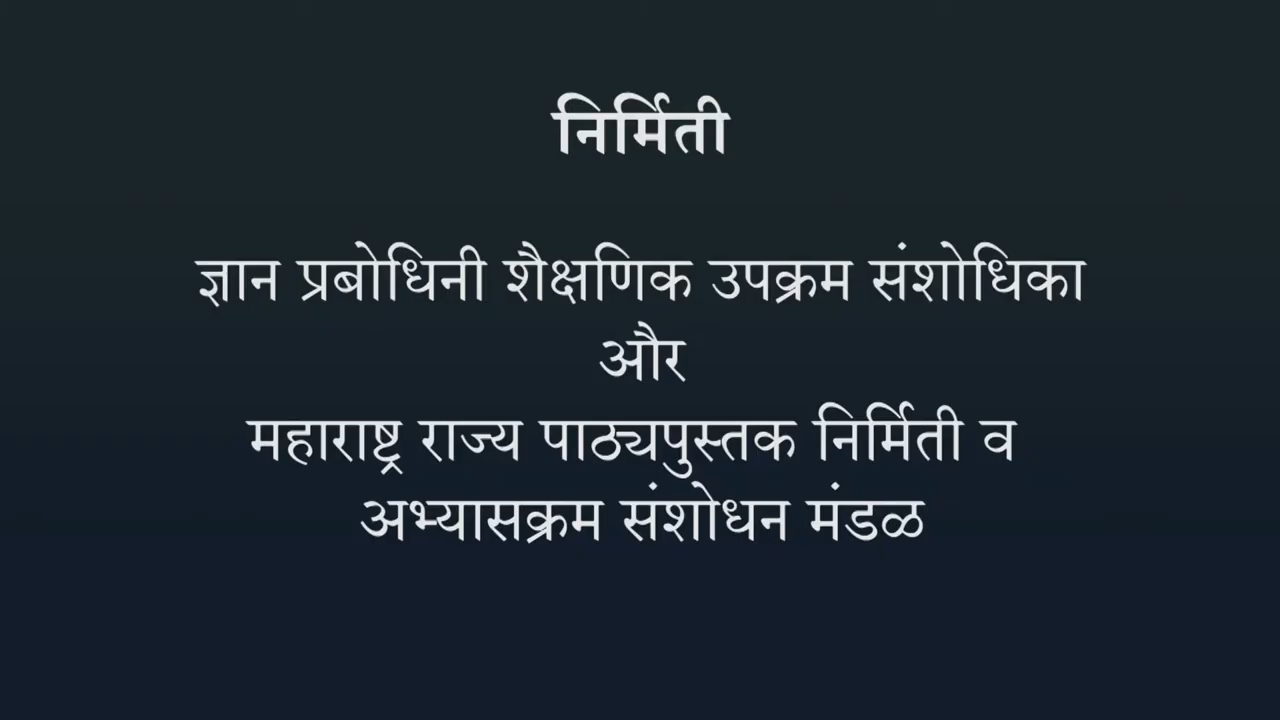 निर्मिती
ज्ञान प्रबोधिनी शैक्षणिक उपक्रम संशोधिका
और
महाराष्ट्र राज्य पाठ्यपुस्तक निर्मिती व
अभ्यासक्रम संशोधन मंडळ